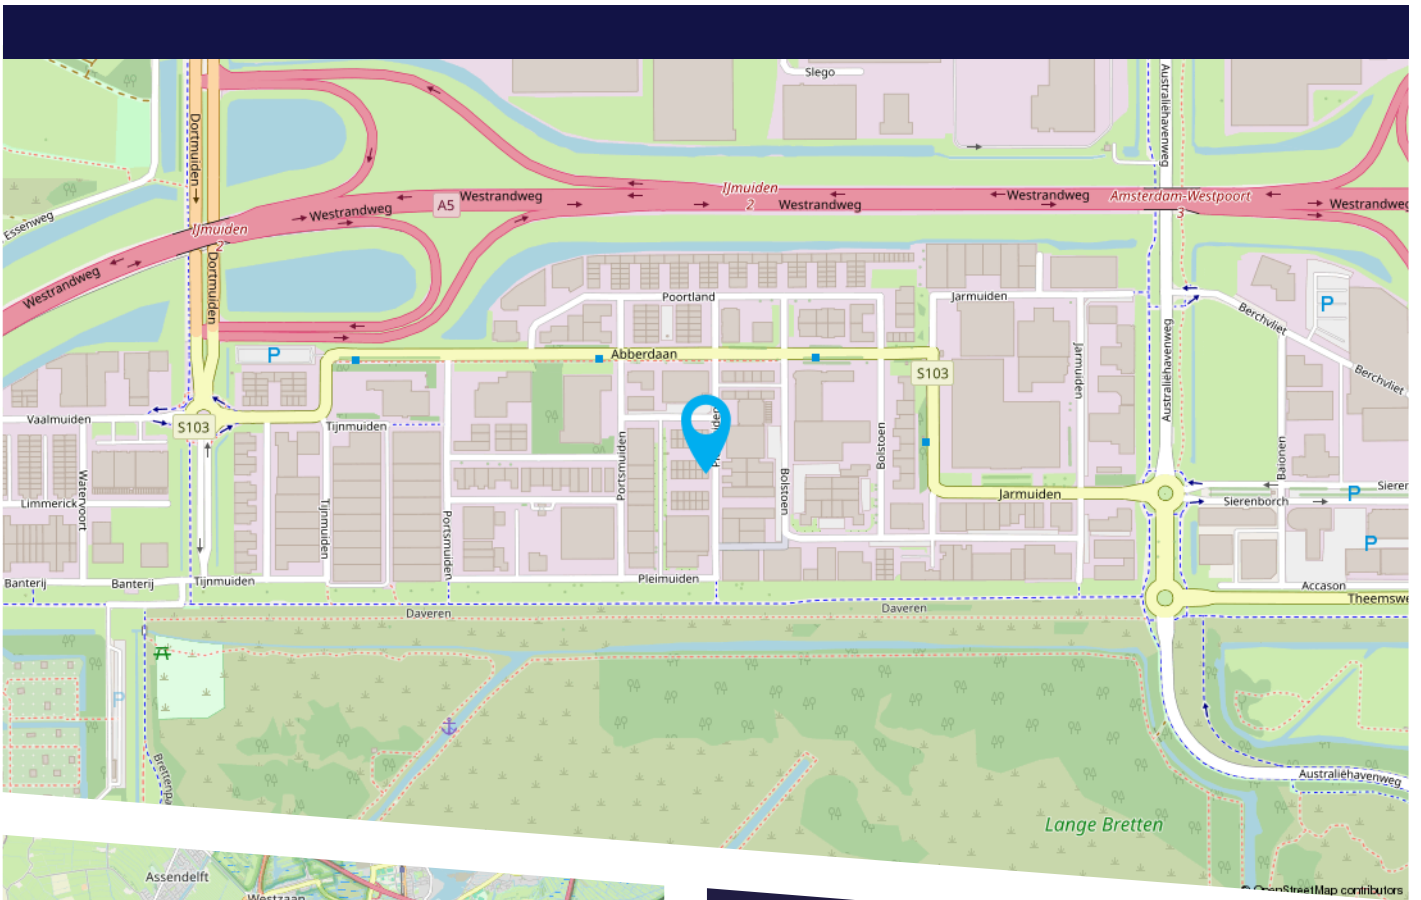 Slego
Australiëhavenweg
Dortmuiden
Essenweg
Westrandweg
A5
Westrandweg
IJmuiden
2
Westrandweg
Westrandweg
Amsterdam-Westpoort
3
Westrandweg
IJmuiden
2
Dortmuiden
Westrandweg
Poortland
Jarmuiden
P
Berchvliet
Abberdaan
P
S103
Jarmuiden
Australiëhavenweg
Berchvliet
Vaalmuiden
S103
Tijnmuiden
Portsmuiden
Bolstoen
Bolstoen
Baionen
Watervoort
Limmerick
Tijnmuiden
Portsmuiden
Jarmuiden
Sierenborch
P
P
Banterij
Banterij
Tijnmuiden
Pleimuiden
Accason
Daveren
Daveren
P
Australiëhavenweg
Lange Bretten
© OpenStreetMap contributors
Assendelft
Westzaan